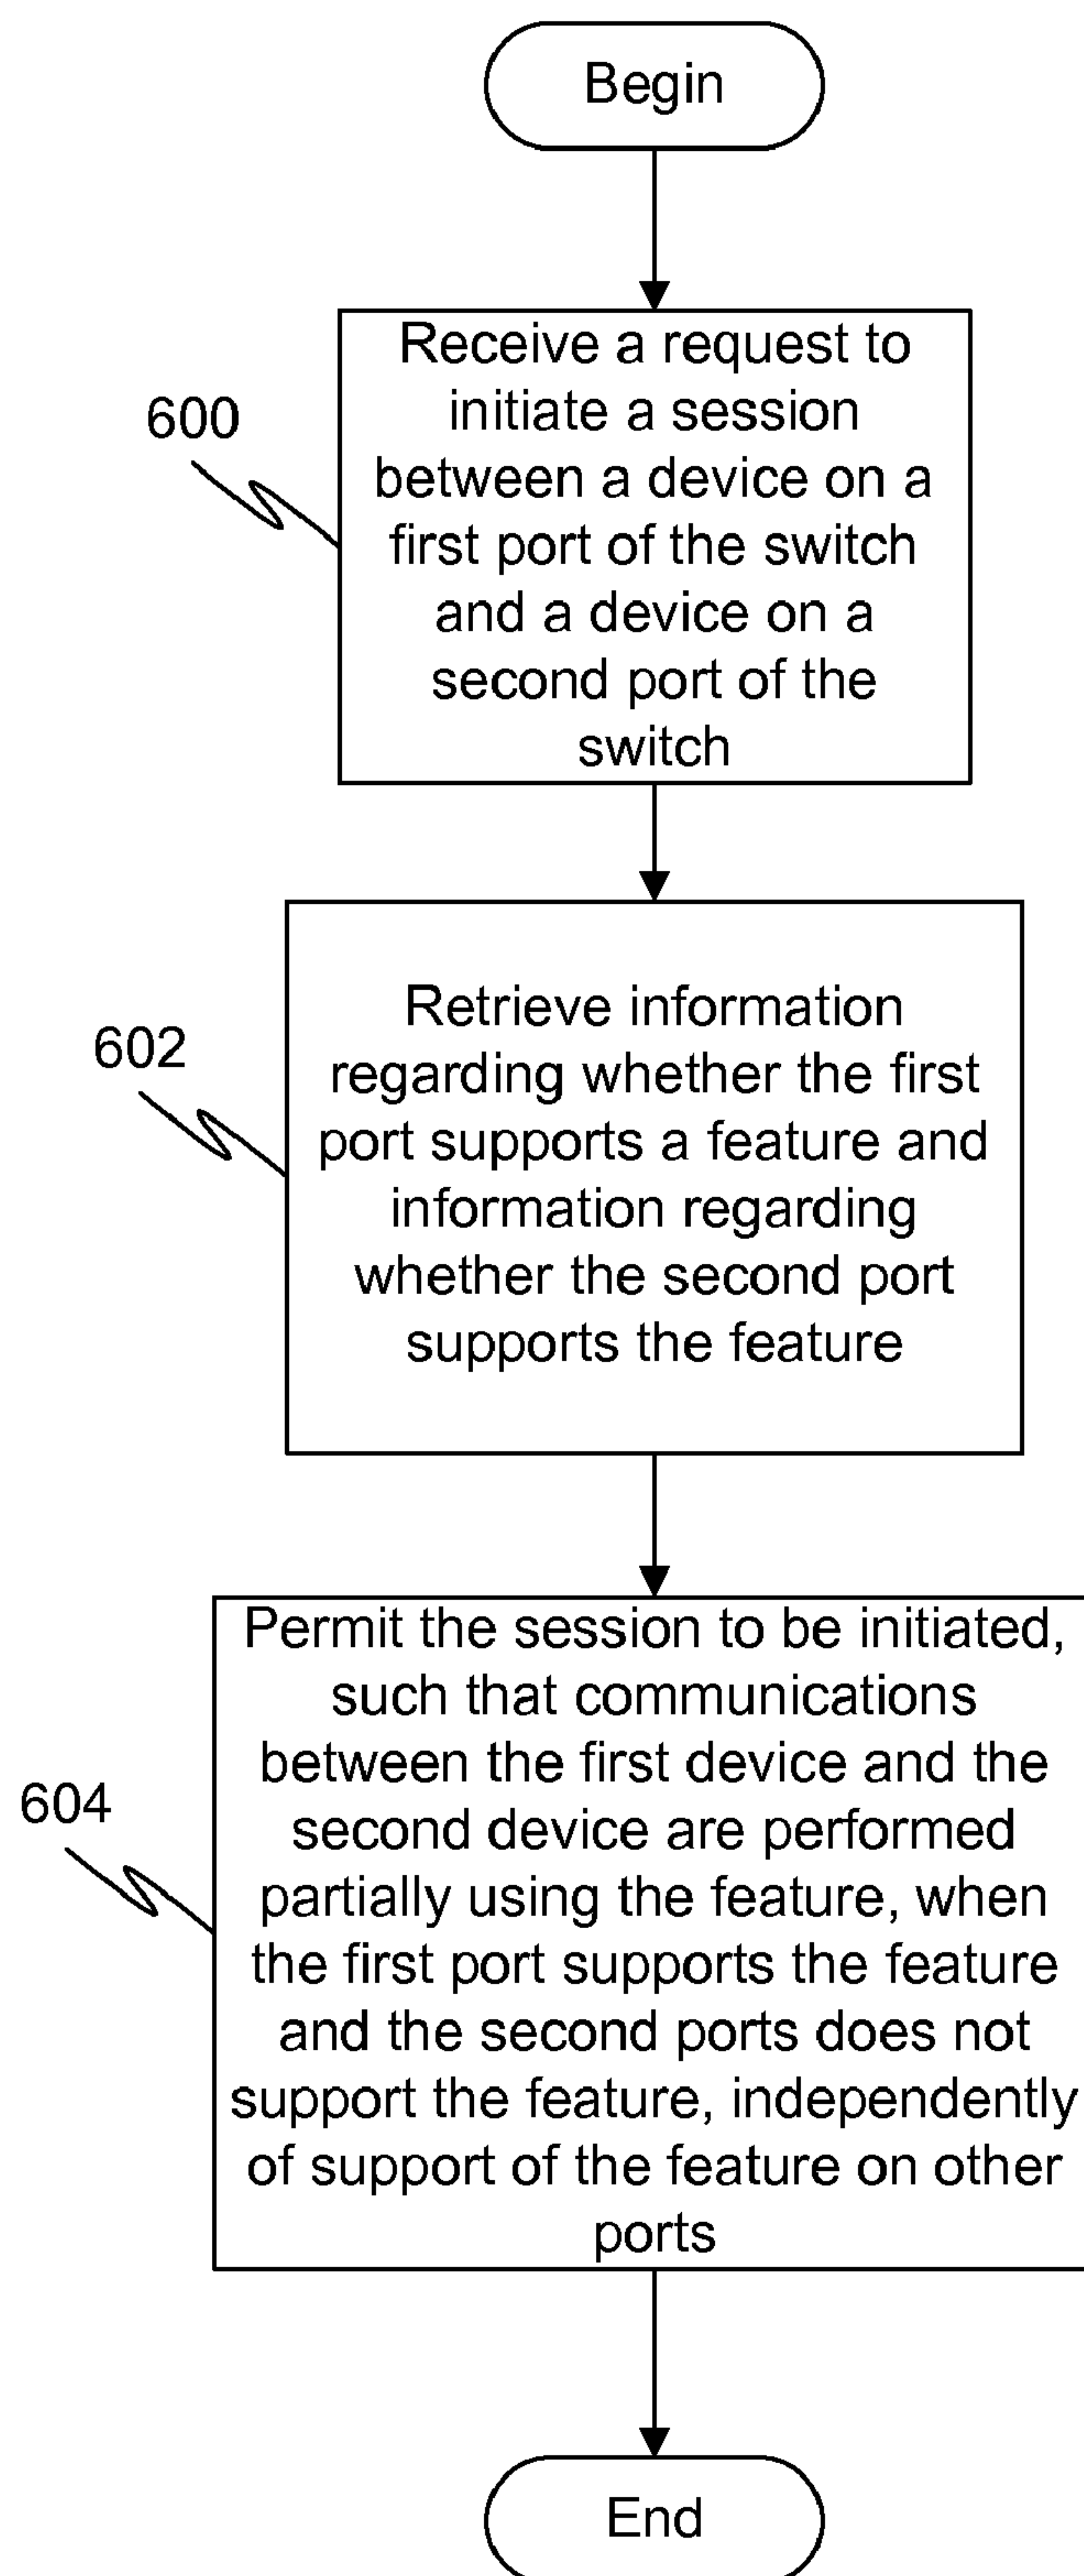 Begin
600
Receive a request to
initiate a session
between a device on a
first port of the switch
and a device on a
second port of the
switch
602
Retrieve information
regarding whether the first
port supports a feature and
information regarding
whether the second port
supports the feature
604
Permit the session to be initiated,
such that communications
between the first device and the
second device are performed
partially using the feature, when
the first port supports the feature
and the second ports does not
support the feature, independently
of support of the feature on other
ports
End